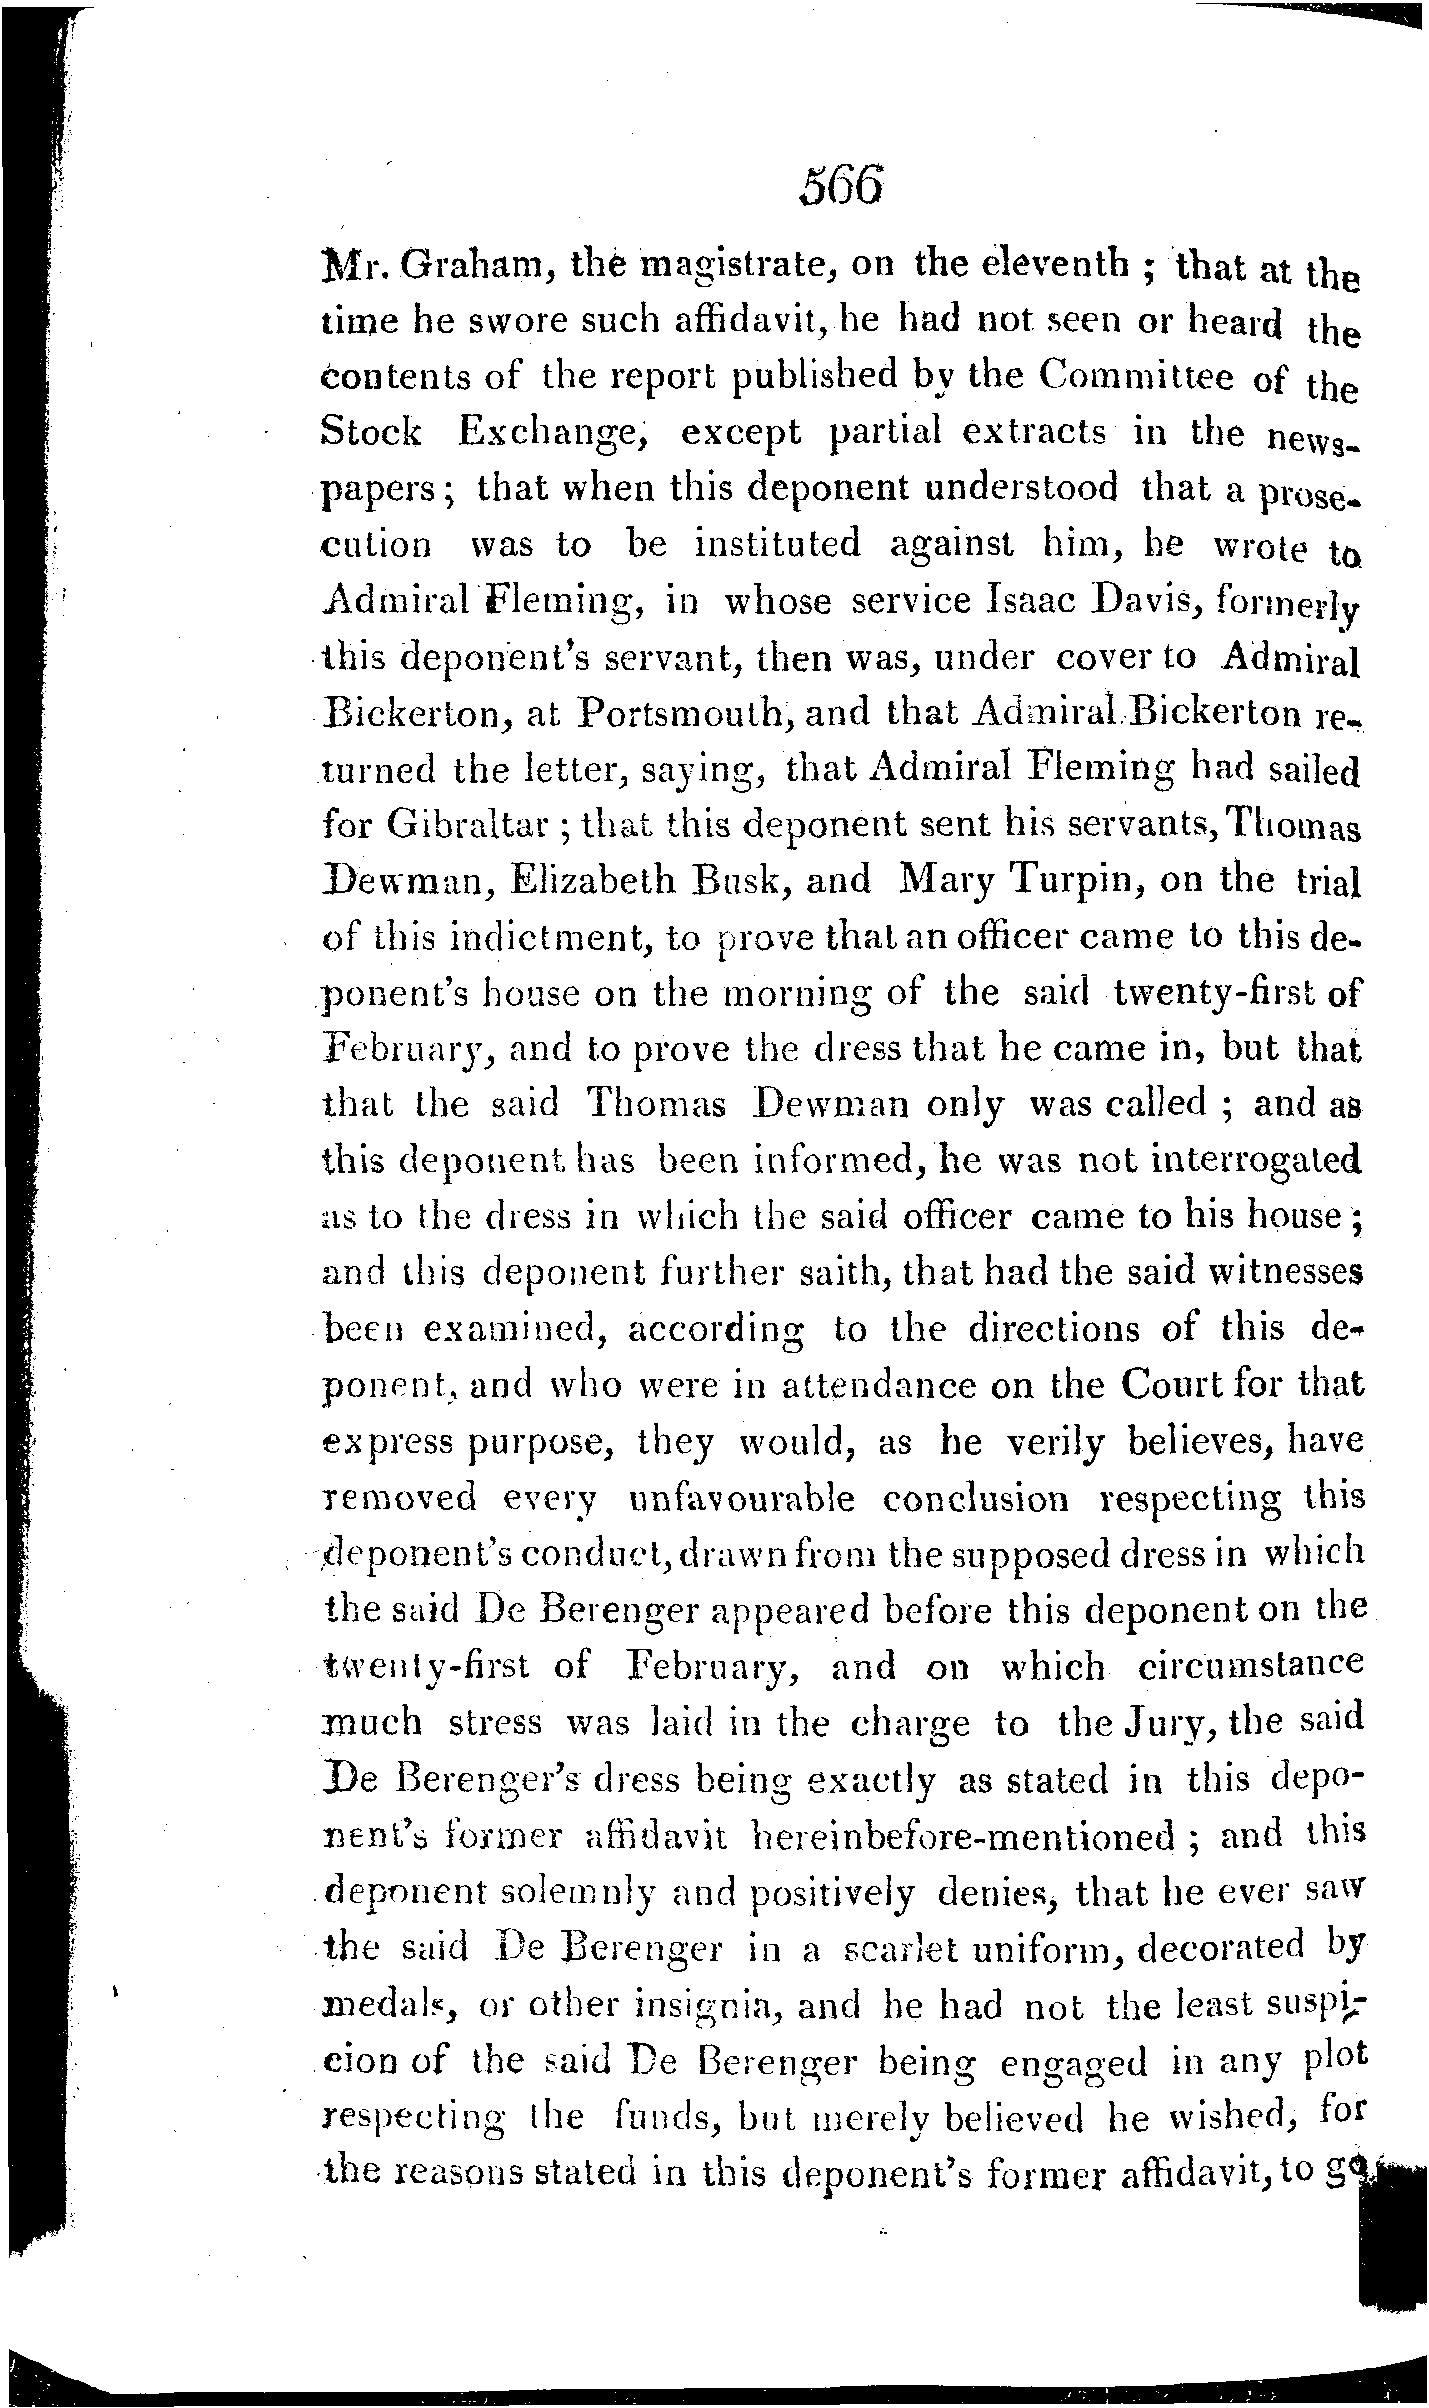 566
Mr. Graham, the magistrate, on the eleventh ; that at the
time he swore such affidavit, he had not seen or heard the
contents of the report published by the Committee of the
Stock Exchange, except partial extracts in the news-
papers ; that when this deponent understood that a prose-
cution was to be instituted against him, he wrote to
Admiral Fleming, in whose service Isaac Davis, formerly
this deponent's servant, then was, under cover to Admiral
Bickerton, at Portsmouth, and that Admiral Bickerton re-
turned the letter, saying, that Admiral Fleming had sailed
for Gibraltar ; that this deponent sent his servants, Thomas
Dewman, Elizabeth Busk, and Mary Turpin, on the trial
of this indictment, to prove that an officer came to this de-
ponent's house on the morning of the said twenty-first of
February, and to prove the dress that he came in, but that
that the said Thomas Dewman only was called ; and as
this deponent has been informed, he was not interrogated
as to the dress in which the said officer came to his house ;
and this deponent further saith, that had the said witnesses
been examined, according to the directions of this de-
ponent, and who were in attendance on the Court for that
express purpose, they would, as he verily believes, have
removed every unfavourable conclusion respecting this
deponent's conduct, drawn from the supposed dress in which
the said De Berenger appeared before this deponent on the
twenty-first of February, and on which circumstance
much stress was laid in the charge to the Jury, the said
De Berenger's dress being exactly as stated in this depo-
nent's former affidavit hereinbefore-mentioned ; and this
deponent solemnly and positively denies, that he ever saw
the said De Berenger in a scarlet uniform, decorated by
medals, or other insignia, and he had not the least suspi-
cion of the said De Berenger being engaged in any plot
respecting the funds, but merely believed he wished, for
the reasons stated in this deponent's former affidavit, to go